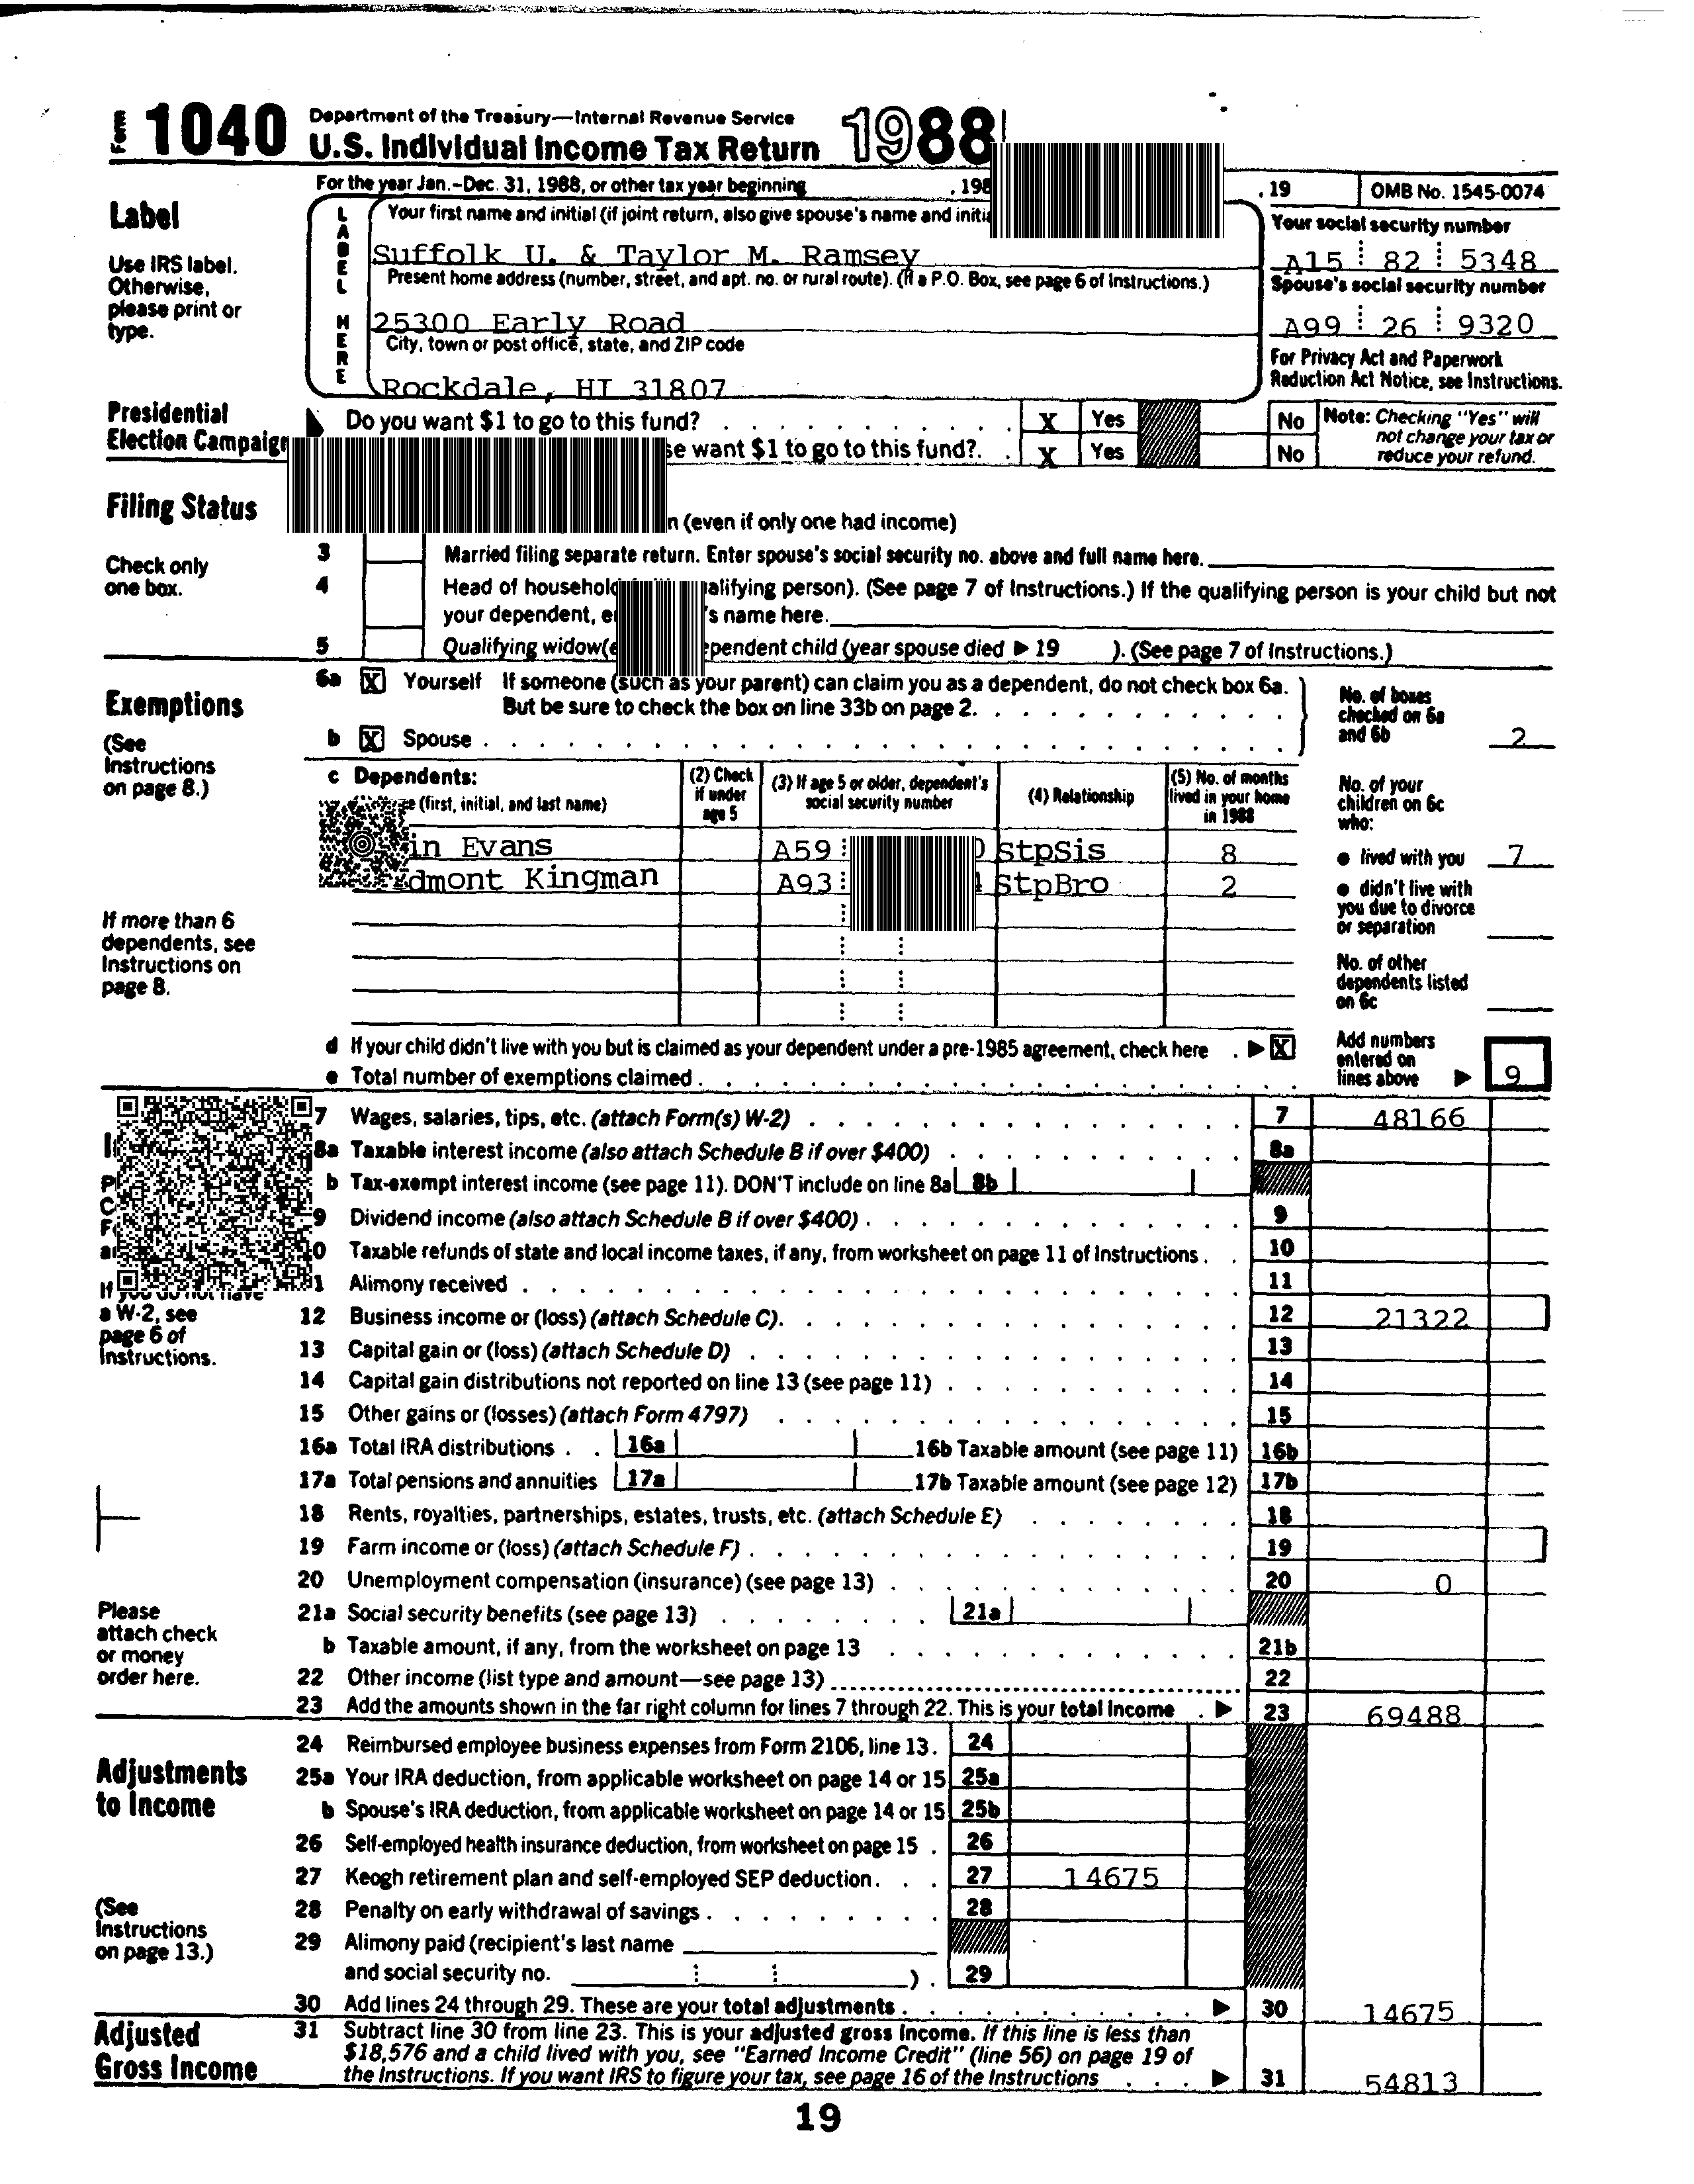 Form 1040 Department of the Treasury—Internal Revenue Service
U.S. Individual Income Tax Return 1988
For the year Jan.-Dec. 31, 1988, or other tax year beginning , 198 , 19 OMB No. 1545-0074
Label
Use IRS label. Otherwise, please print or type.
LABEL HERE
Your first name and initial (if joint return, also give spouse's name and
Suffolk U. & Taylor M. Ramsey
Your social security number
A15 82 5348
Present home address (number, street, and apt. no. or rural route). (If a P.O. Box, see page 6 of Instructions.)
25300 Early Road
Spouse's social security number
A99 26 9320
City, town or post office, state, and ZIP code
Rockdale, HI 31807
For Privacy Act and Paperwork Reduction Act Notice, see Instructions.
Presidential Election Campaign
Do you want $1 to go to this fund? X Yes No
want $1 to go to this fund? X Yes No
Note: Checking "Yes" will not change your tax or reduce your refund.
Filing Status
Check only one box.
(even if only one had income)
3 Married filing separate return. Enter spouse's social security no. above and full name here.
4 Head of household person). (See page 7 of Instructions.) If the qualifying person is your child but not
your dependent, name here.
5 Qualifying child (year spouse died ▶ 19 ). (See page 7 of Instructions.)
Exemptions
(See Instructions on page 8.)
6a X Yourself If someone (such as your parent) can claim you as a dependent, do not check box 6a.
But be sure to check the box on line 33b on page 2.
b X Spouse
No. of boxes checked on 6a and 6b 2
c Dependents:
(first, initial, and last name)
(2) Check if under age 5
(3) If age 5 or older, dependent's social security number
(4) Relationship
(5) No. of months lived in your home in 1988
Evans A59 StpSis 8
Kingman A93 StpBro 2
If more than 6 dependents, see Instructions on page 8.
No. of your children on 6c who:
● lived with you 7
● didn't live with you due to divorce or separation
No. of other dependents listed on 6c
d If your child didn't live with you but is claimed as your dependent under a pre-1985 agreement, check here ▶ X
e Total number of exemptions claimed
Add numbers entered on lines above ▶ 9
7 Wages, salaries, tips, etc. (attach Form(s) W-2) 7 48166
8a Taxable interest income (also attach Schedule B if over $400) 8a
b Tax-exempt interest income (see page 11). DON'T include on line 8a 8b
9 Dividend income (also attach Schedule B if over $400) 9
Taxable refunds of state and local income taxes, if any, from worksheet on page 11 of Instructions 10
Alimony received 11
a W-2, see page 6 of Instructions.
12 Business income or (loss) (attach Schedule C). 12 21322
13 Capital gain or (loss) (attach Schedule D) 13
14 Capital gain distributions not reported on line 13 (see page 11) 14
15 Other gains or (losses) (attach Form 4797) 15
16a Total IRA distributions 16a 16b Taxable amount (see page 11) 16b
17a Total pensions and annuities 17a 17b Taxable amount (see page 12) 17b
18 Rents, royalties, partnerships, estates, trusts, etc. (attach Schedule E) 18
19 Farm income or (loss) (attach Schedule F) 19
20 Unemployment compensation (insurance) (see page 13) 20 0
Please attach check or money order here.
21a Social security benefits (see page 13) 21a
b Taxable amount, if any, from the worksheet on page 13 21b
22 Other income (list type and amount—see page 13) 22
23 Add the amounts shown in the far right column for lines 7 through 22. This is your total income ▶ 23 69488
Adjustments to Income
(See Instructions on page 13.)
24 Reimbursed employee business expenses from Form 2106, line 13. 24
25a Your IRA deduction, from applicable worksheet on page 14 or 15 25a
b Spouse's IRA deduction, from applicable worksheet on page 14 or 15 25b
26 Self-employed health insurance deduction, from worksheet on page 15 26
27 Keogh retirement plan and self-employed SEP deduction 27 14675
28 Penalty on early withdrawal of savings 28
29 Alimony paid (recipient's last name
and social security no. ) 29
30 Add lines 24 through 29. These are your total adjustments ▶ 30 14675
Adjusted Gross Income
31 Subtract line 30 from line 23. This is your adjusted gross income. If this line is less than
$18,576 and a child lived with you, see "Earned Income Credit" (line 56) on page 19 of
the Instructions. If you want IRS to figure your tax, see page 16 of the Instructions ▶ 31 54813
19